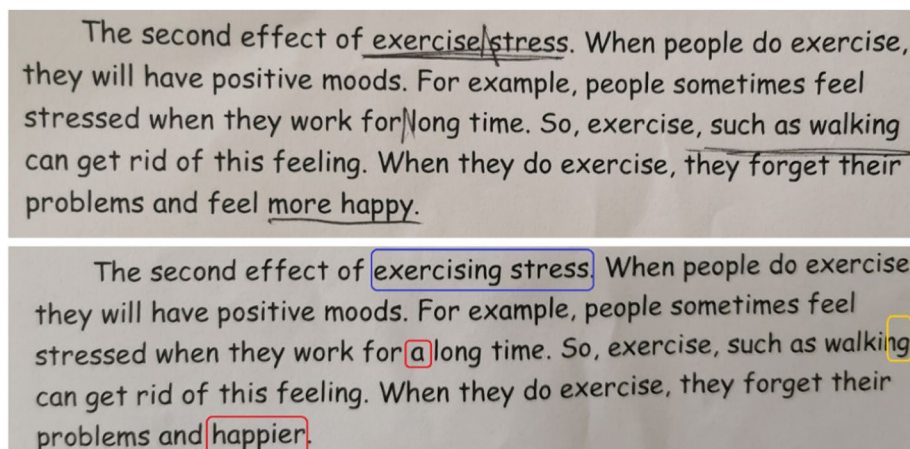 The second effect of exercise stress. When people do exercise,
they will have positive moods. For example, people sometimes feel
stressed when they work for long time. So, exercise, such as walking
can get rid of this feeling. When they do exercise, they forget their
problems and feel more happy.
The second effect of exercising stress. When people do exercise
they will have positive moods. For example, people sometimes feel
stressed when they work for a long time. So, exercise, such as walking
can get rid of this feeling. When they do exercise, they forget their
problems and happier.